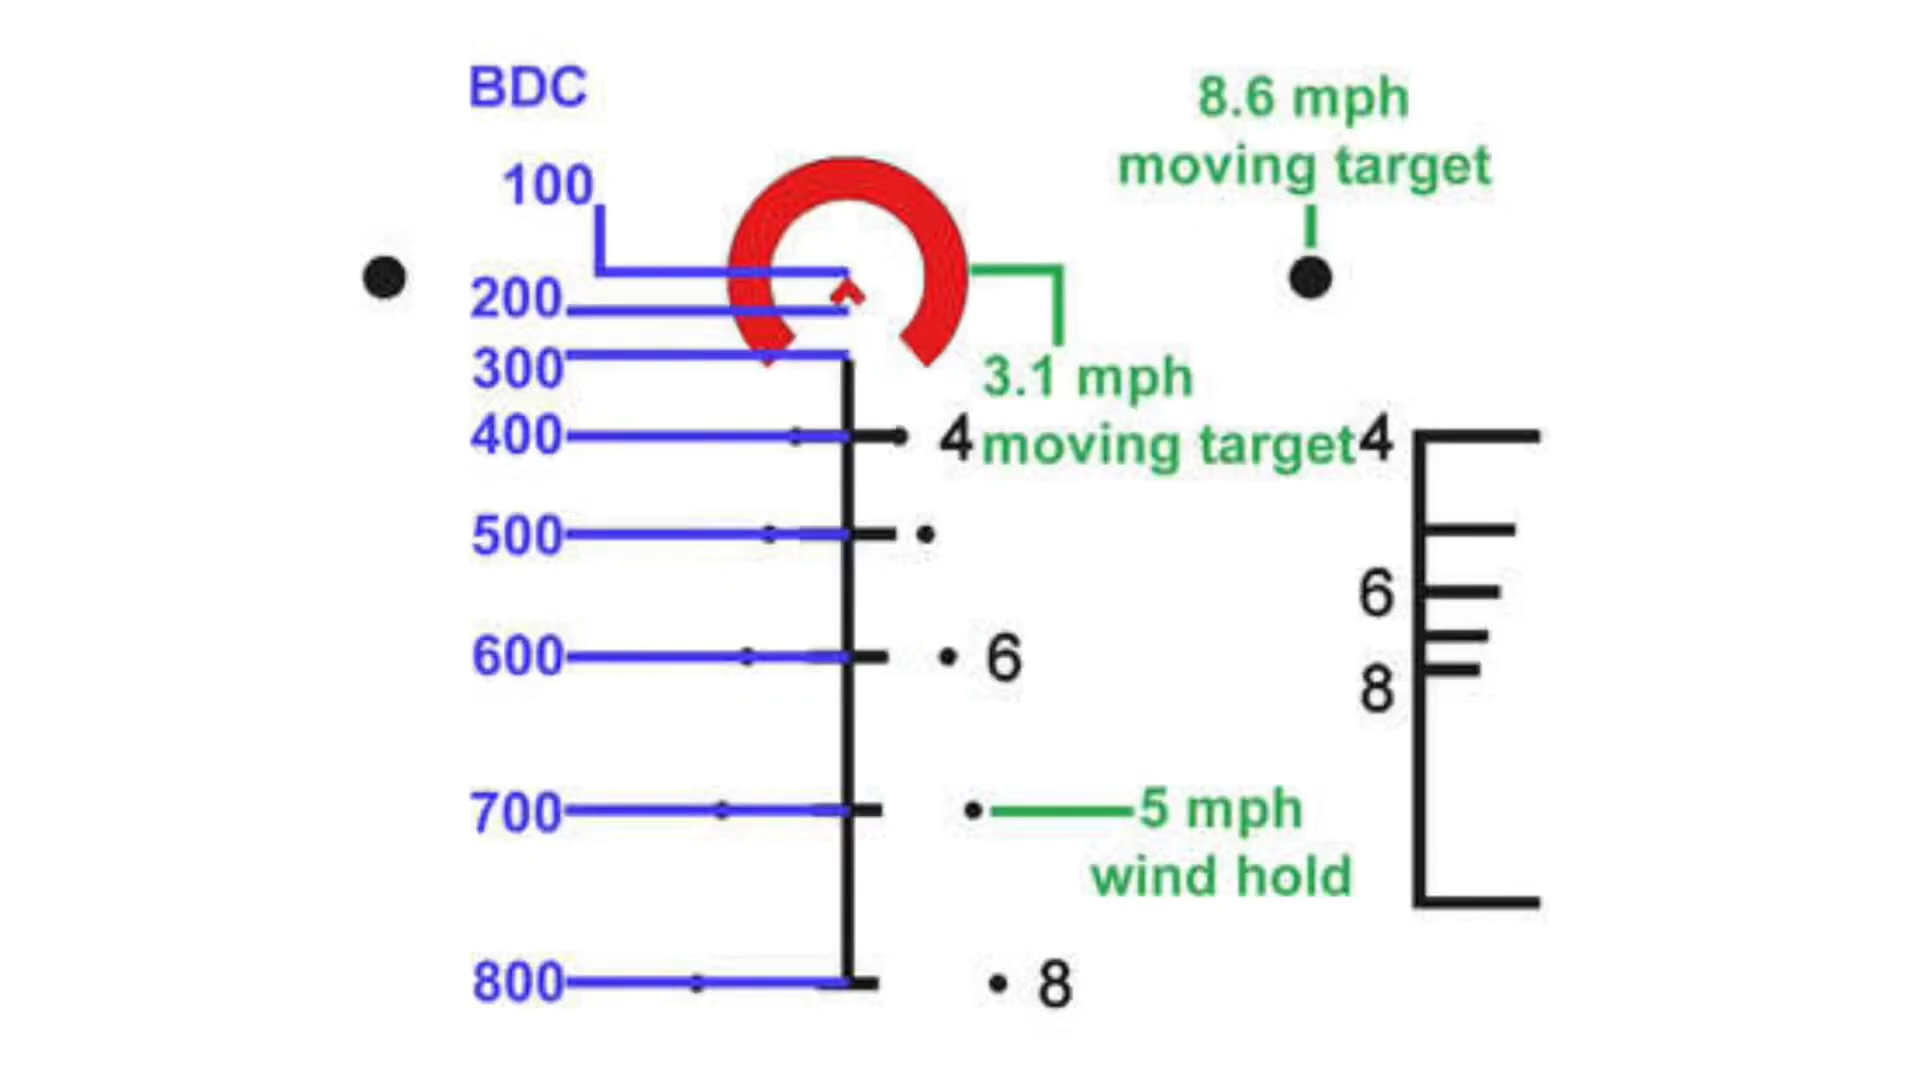 BDC
8.6 mph
moving target
100
200
300
3.1 mph
400
4
moving target
4
500
6
600
6
8
700
5 mph
wind hold
800
8